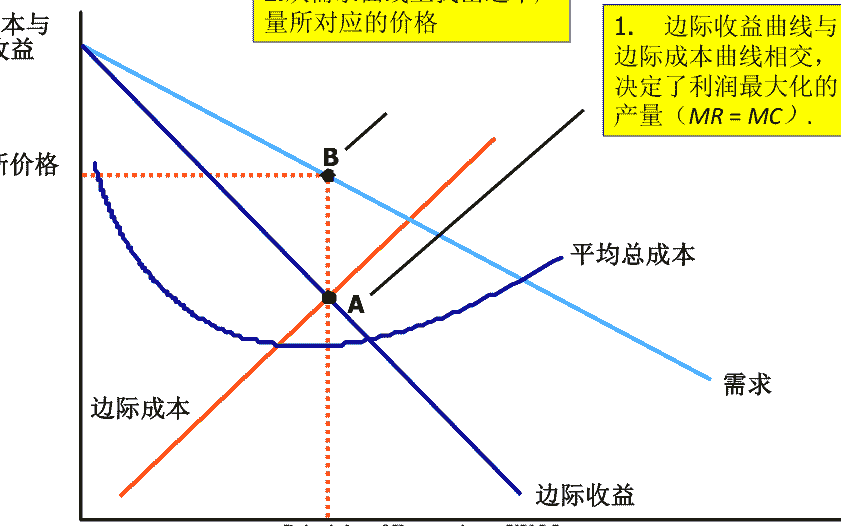 本与
收益
量所对应的价格
1. 边际收益曲线与
边际成本曲线相交，
决定了利润最大化的
产量（MR = MC）.
B
价格
平均总成本
A
需求
边际成本
边际收益